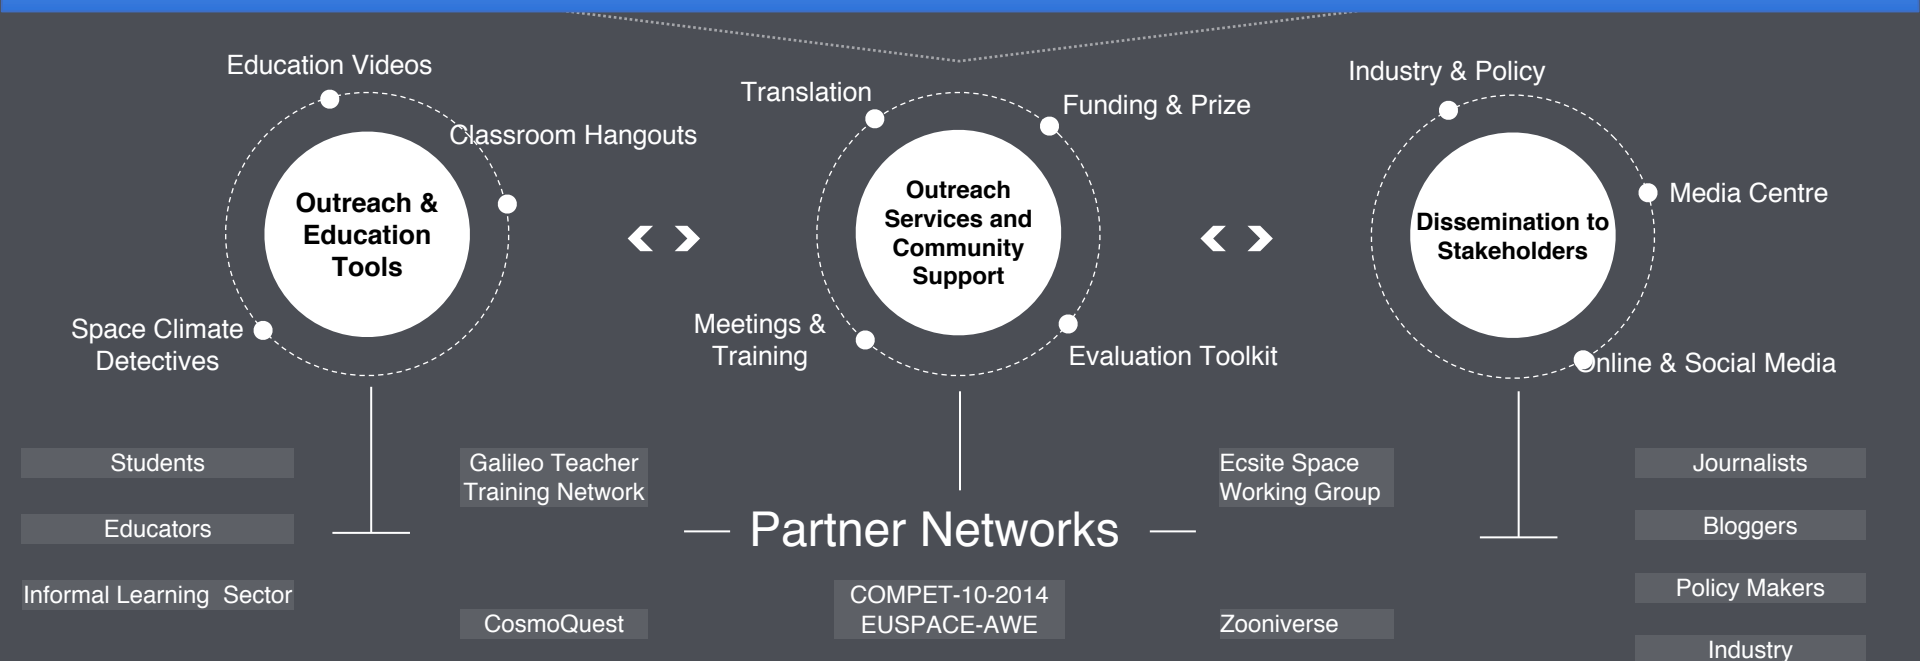 Education Videos
Classroom Hangouts
Outreach &
Education
Tools
Space Climate
Detectives
Translation
Funding & Prize
Outreach
Services and
Community
Support
Meetings &
Training
Evaluation Toolkit
Industry & Policy
Media Centre
Dissemination to
Stakeholders
Online & Social Media
Students
Educators
Informal Learning  Sector
Galileo Teacher
Training Network
CosmoQuest
Partner Networks
COMPET-10-2014
EUSPACE-AWE
Ecsite Space
Working Group
Zooniverse
Journalists
Bloggers
Policy Makers
Industry